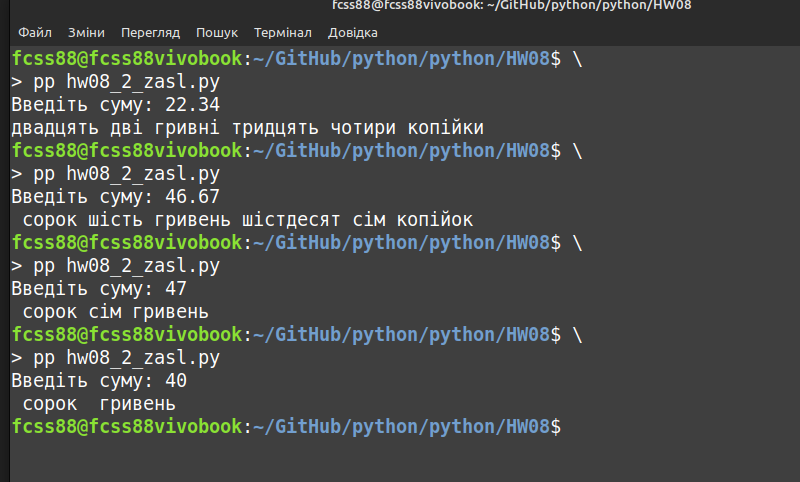 fcss88@fcss88vivobook: ~/GitHub/python/python/HW08
Файл Зміни Перегляд Пошук Термінал Довідка
fcss88@fcss88vivobook:~/GitHub/python/python/HW08$ \
> pp hw08_2_zasl.py
Введіть суму: 22.34
двадцять дві гривні тридцять чотири копійки
fcss88@fcss88vivobook:~/GitHub/python/python/HW08$ \
> pp hw08_2_zasl.py
Введіть суму: 46.67
 сорок шість гривень шістдесят сім копійок
fcss88@fcss88vivobook:~/GitHub/python/python/HW08$ \
> pp hw08_2_zasl.py
Введіть суму: 47
 сорок сім гривень
fcss88@fcss88vivobook:~/GitHub/python/python/HW08$ \
> pp hw08_2_zasl.py
Введіть суму: 40
 сорок  гривень
fcss88@fcss88vivobook:~/GitHub/python/python/HW08$